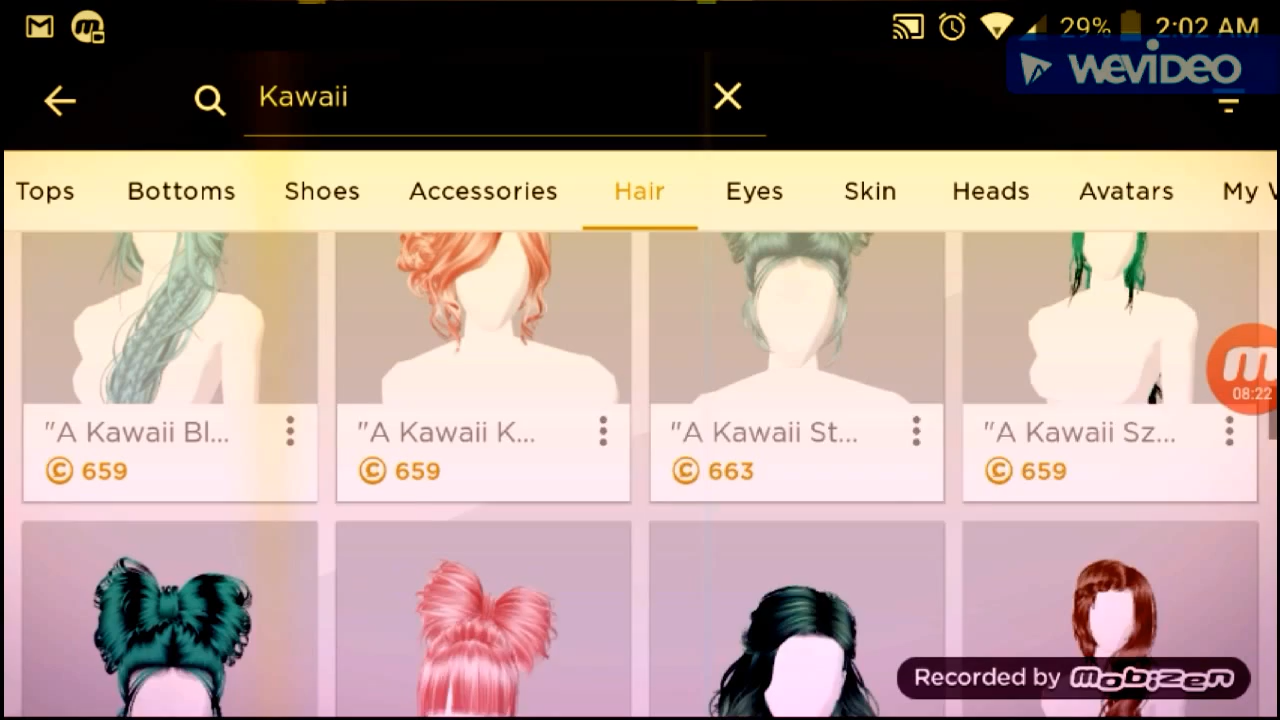 29% 2:02 AM
WEVIDEO
Kawaii
Tops Bottoms Shoes Accessories Hair Eyes Skin Heads Avatars My
08:22
"A Kawaii Bl... "A Kawaii K... "A Kawaii St... "A Kawaii Sz...
© 659 © 659 © 663 © 659
Recorded by mobizen